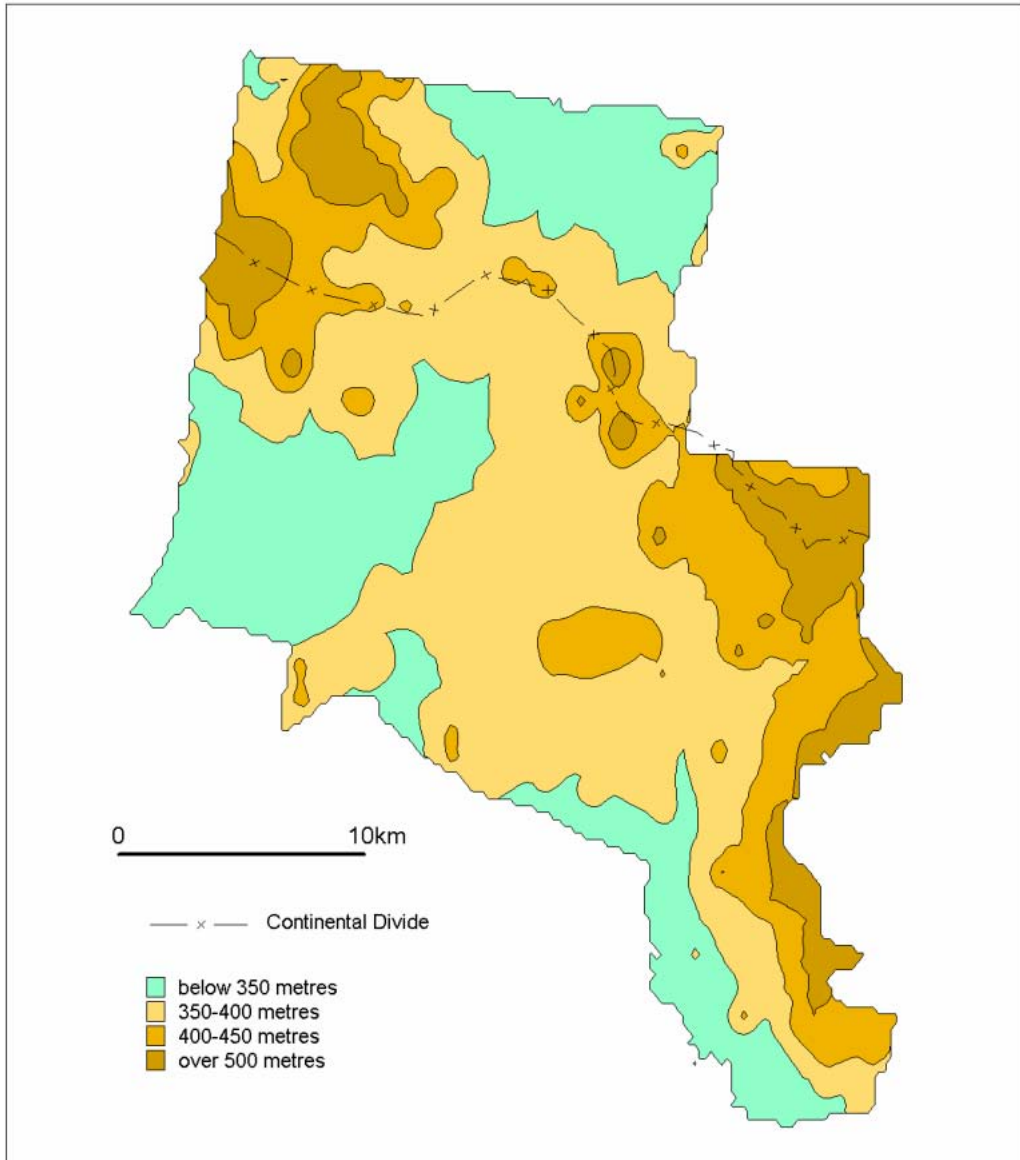 0 10km
Continental Divide
below 350 metres
350-400 metres
400-450 metres
over 500 metres